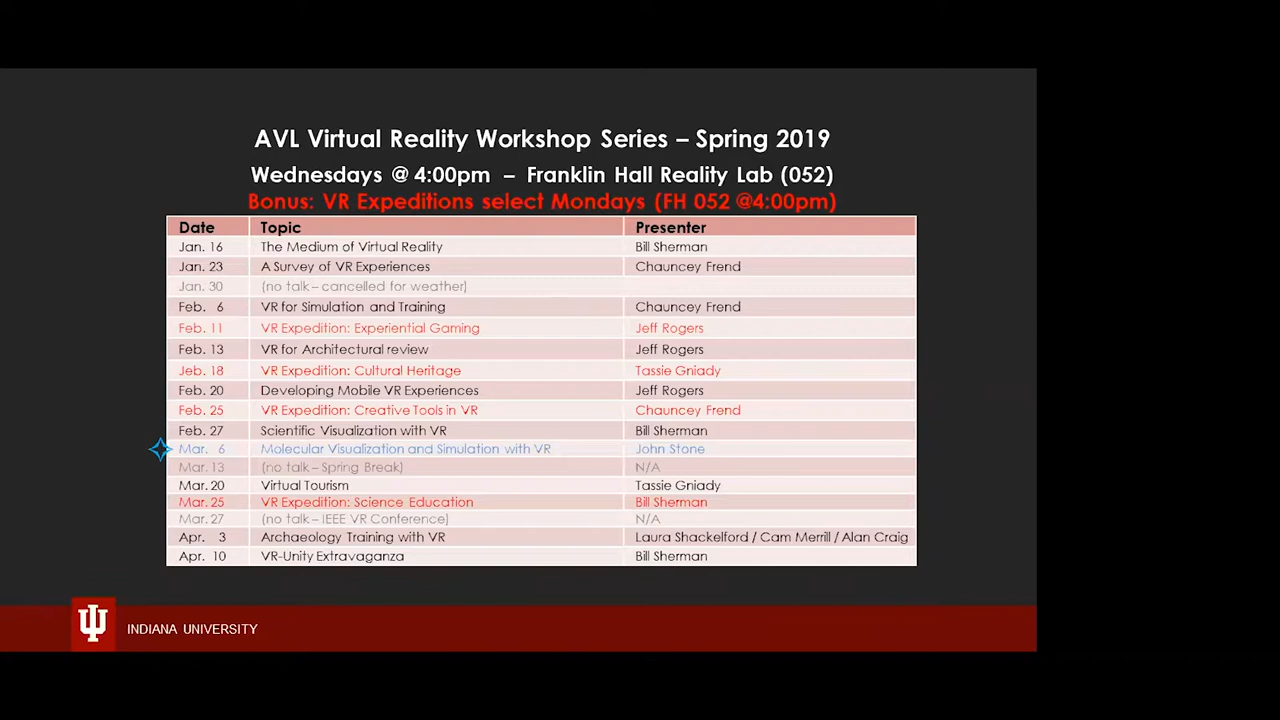 AVL Virtual Reality Workshop Series – Spring 2019
Wednesdays @ 4:00pm – Franklin Hall Reality Lab (052)
Bonus: VR Expeditions select Mondays (FH 052 @4:00pm)
Date Topic Presenter
Jan. 16 The Medium of Virtual Reality Bill Sherman
Jan. 23 A Survey of VR Experiences Chauncey Frend
Jan. 30 (no talk – cancelled for weather)
Feb. 6 VR for Simulation and Training Chauncey Frend
Feb. 11 VR Expedition: Experiential Gaming Jeff Rogers
Feb. 13 VR for Architectural review Jeff Rogers
Jeb. 18 VR Expedition: Cultural Heritage Tassie Gniady
Feb. 20 Developing Mobile VR Experiences Jeff Rogers
Feb. 25 VR Expedition: Creative Tools in VR Chauncey Frend
Feb. 27 Scientific Visualization with VR Bill Sherman
Mar. 6 Molecular Visualization and Simulation with VR John Stone
Mar. 13 (no talk – Spring Break) N/A
Mar. 20 Virtual Tourism Tassie Gniady
Mar. 25 VR Expedition: Science Education Bill Sherman
Mar. 27 (no talk – IEEE VR Conference) N/A
Apr. 3 Archaeology Training with VR Laura Shackelford / Cam Merrill / Alan Craig
Apr. 10 VR-Unity Extravaganza Bill Sherman
INDIANA UNIVERSITY